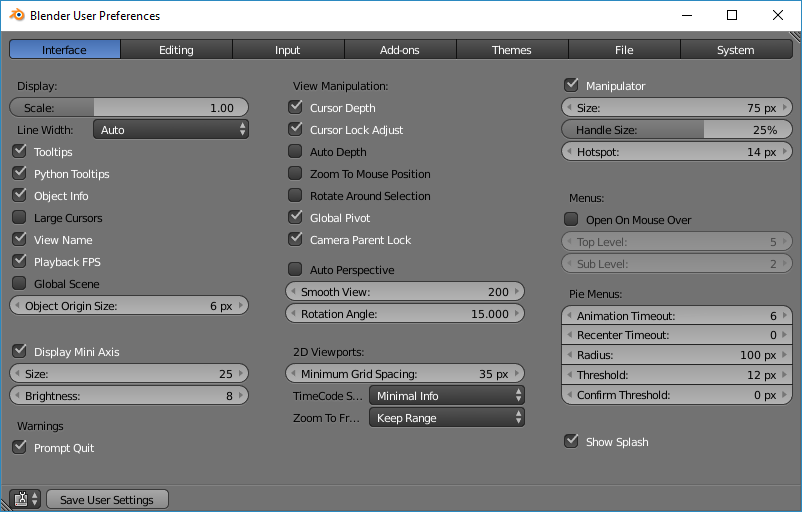 Blender User Preferences
Interface Editing Input Add-ons Themes File System
Display:
Scale: 1.00
Line Width: Auto
Tooltips
Python Tooltips
Object Info
Large Cursors
View Name
Playback FPS
Global Scene
Object Origin Size: 6 px
Display Mini Axis
Size: 25
Brightness: 8
Warnings
Prompt Quit
View Manipulation:
Cursor Depth
Cursor Lock Adjust
Auto Depth
Zoom To Mouse Position
Rotate Around Selection
Global Pivot
Camera Parent Lock
Auto Perspective
Smooth View: 200
Rotation Angle: 15.000
2D Viewports:
Minimum Grid Spacing: 35 px
TimeCode S... Minimal Info
Zoom To Fr... Keep Range
Manipulator
Size: 75 px
Handle Size: 25%
Hotspot: 14 px
Menus:
Open On Mouse Over
Top Level: 5
Sub Level: 2
Pie Menus:
Animation Timeout: 6
Recenter Timeout: 0
Radius: 100 px
Threshold: 12 px
Confirm Threshold: 0 px
Show Splash
Save User Settings